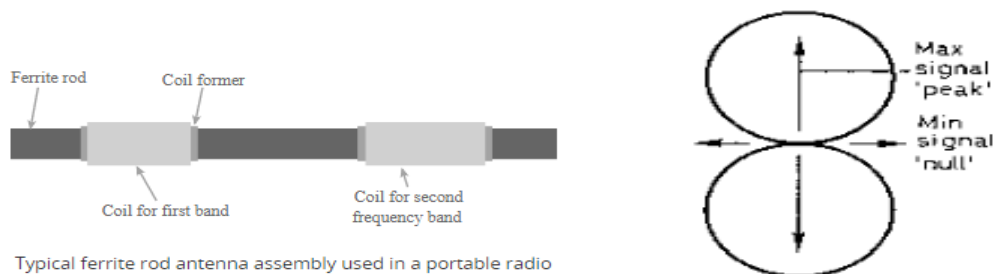 Ferrite rod
Coil former
Coil for first band
Coil for second
frequency band
Typical ferrite rod antenna assembly used in a portable radio
Max
signal
'peak'
Min
signal
'null'